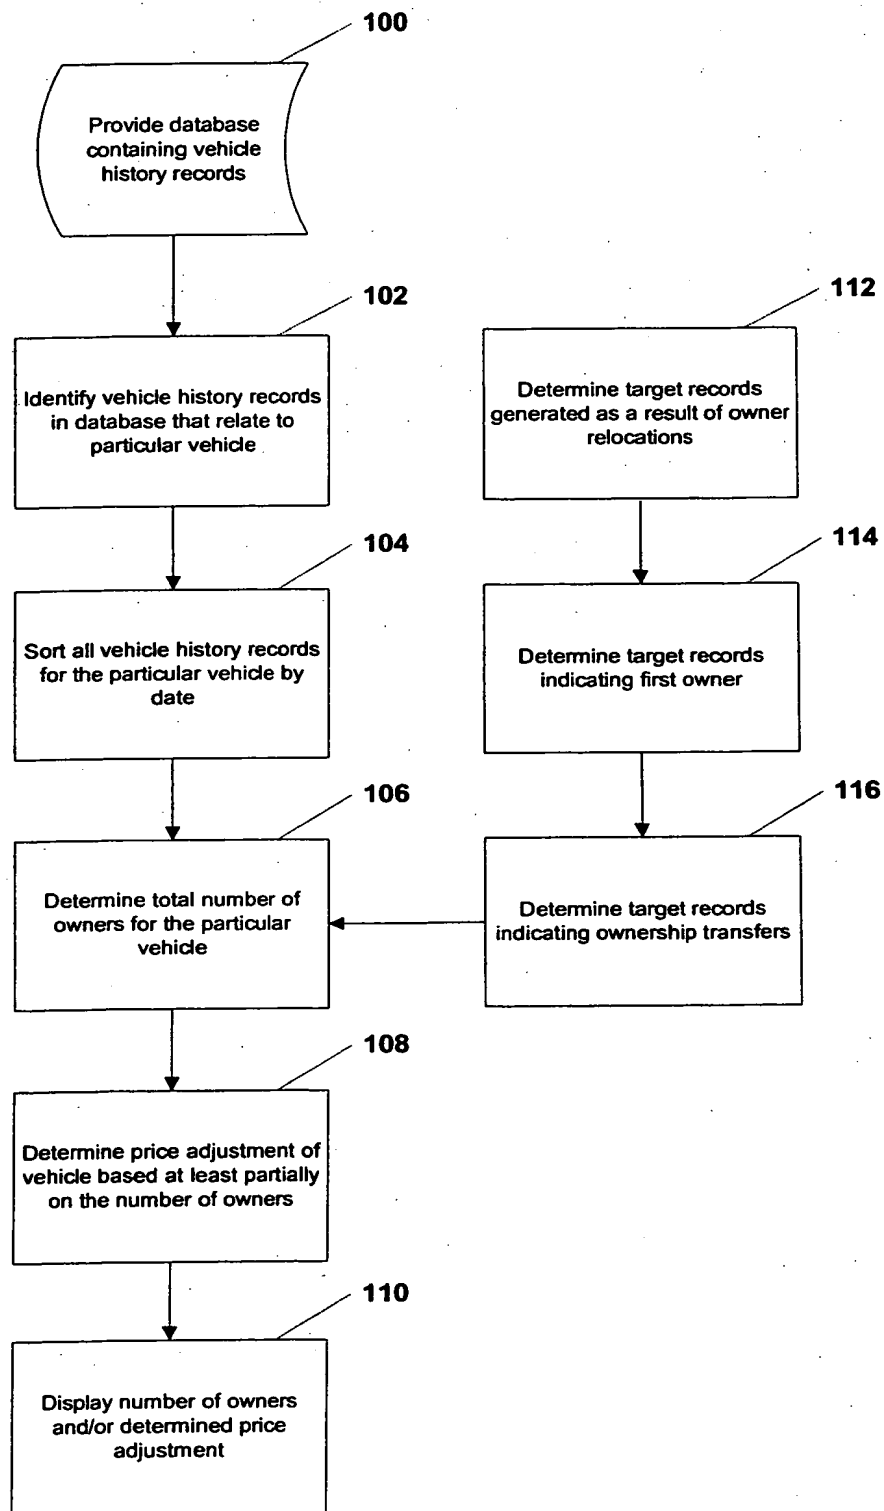 100
Provide database
containing vehicle
history records
102
Identify vehicle history records
in database that relate to
particular vehicle
112
Determine target records
generated as a result of owner
relocations
104
Sort all vehicle history records
for the particular vehicle by
date
114
Determine target records
indicating first owner
106
Determine total number of
owners for the particular
vehicle
116
Determine target records
indicating ownership transfers
108
Determine price adjustment of
vehicle based at least partially
on the number of owners
110
Display number of owners
and/or determined price
adjustment